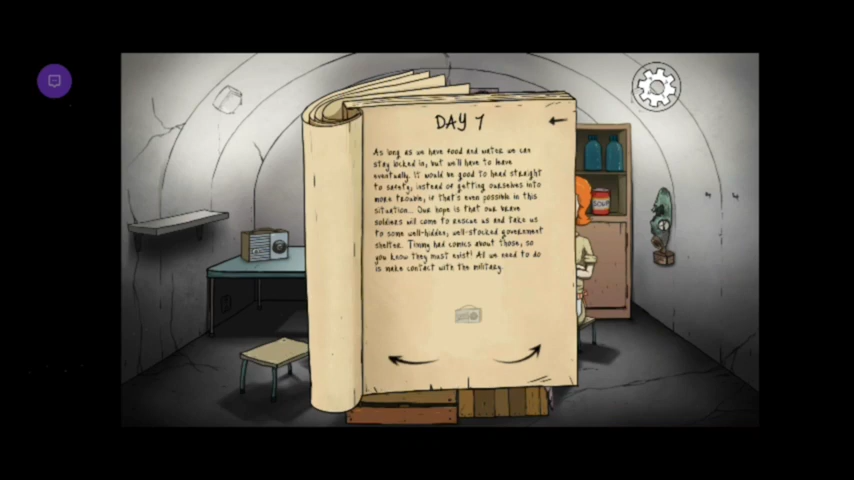 DAY 7
As long as we have food and water we can
stay locked in, but we'll have to leave
eventually. It would be good to head straight
to safety, instead of getting ourselves into
more trouble, if that's even possible in this
situation... Our hope is that our brave
soldiers will come to rescue us and take us
to some well-hidden, well-stocked government
shelter. Timmy had comics about those, so
you know they must exist! All we need to do
is make contact with the military.
SOUP